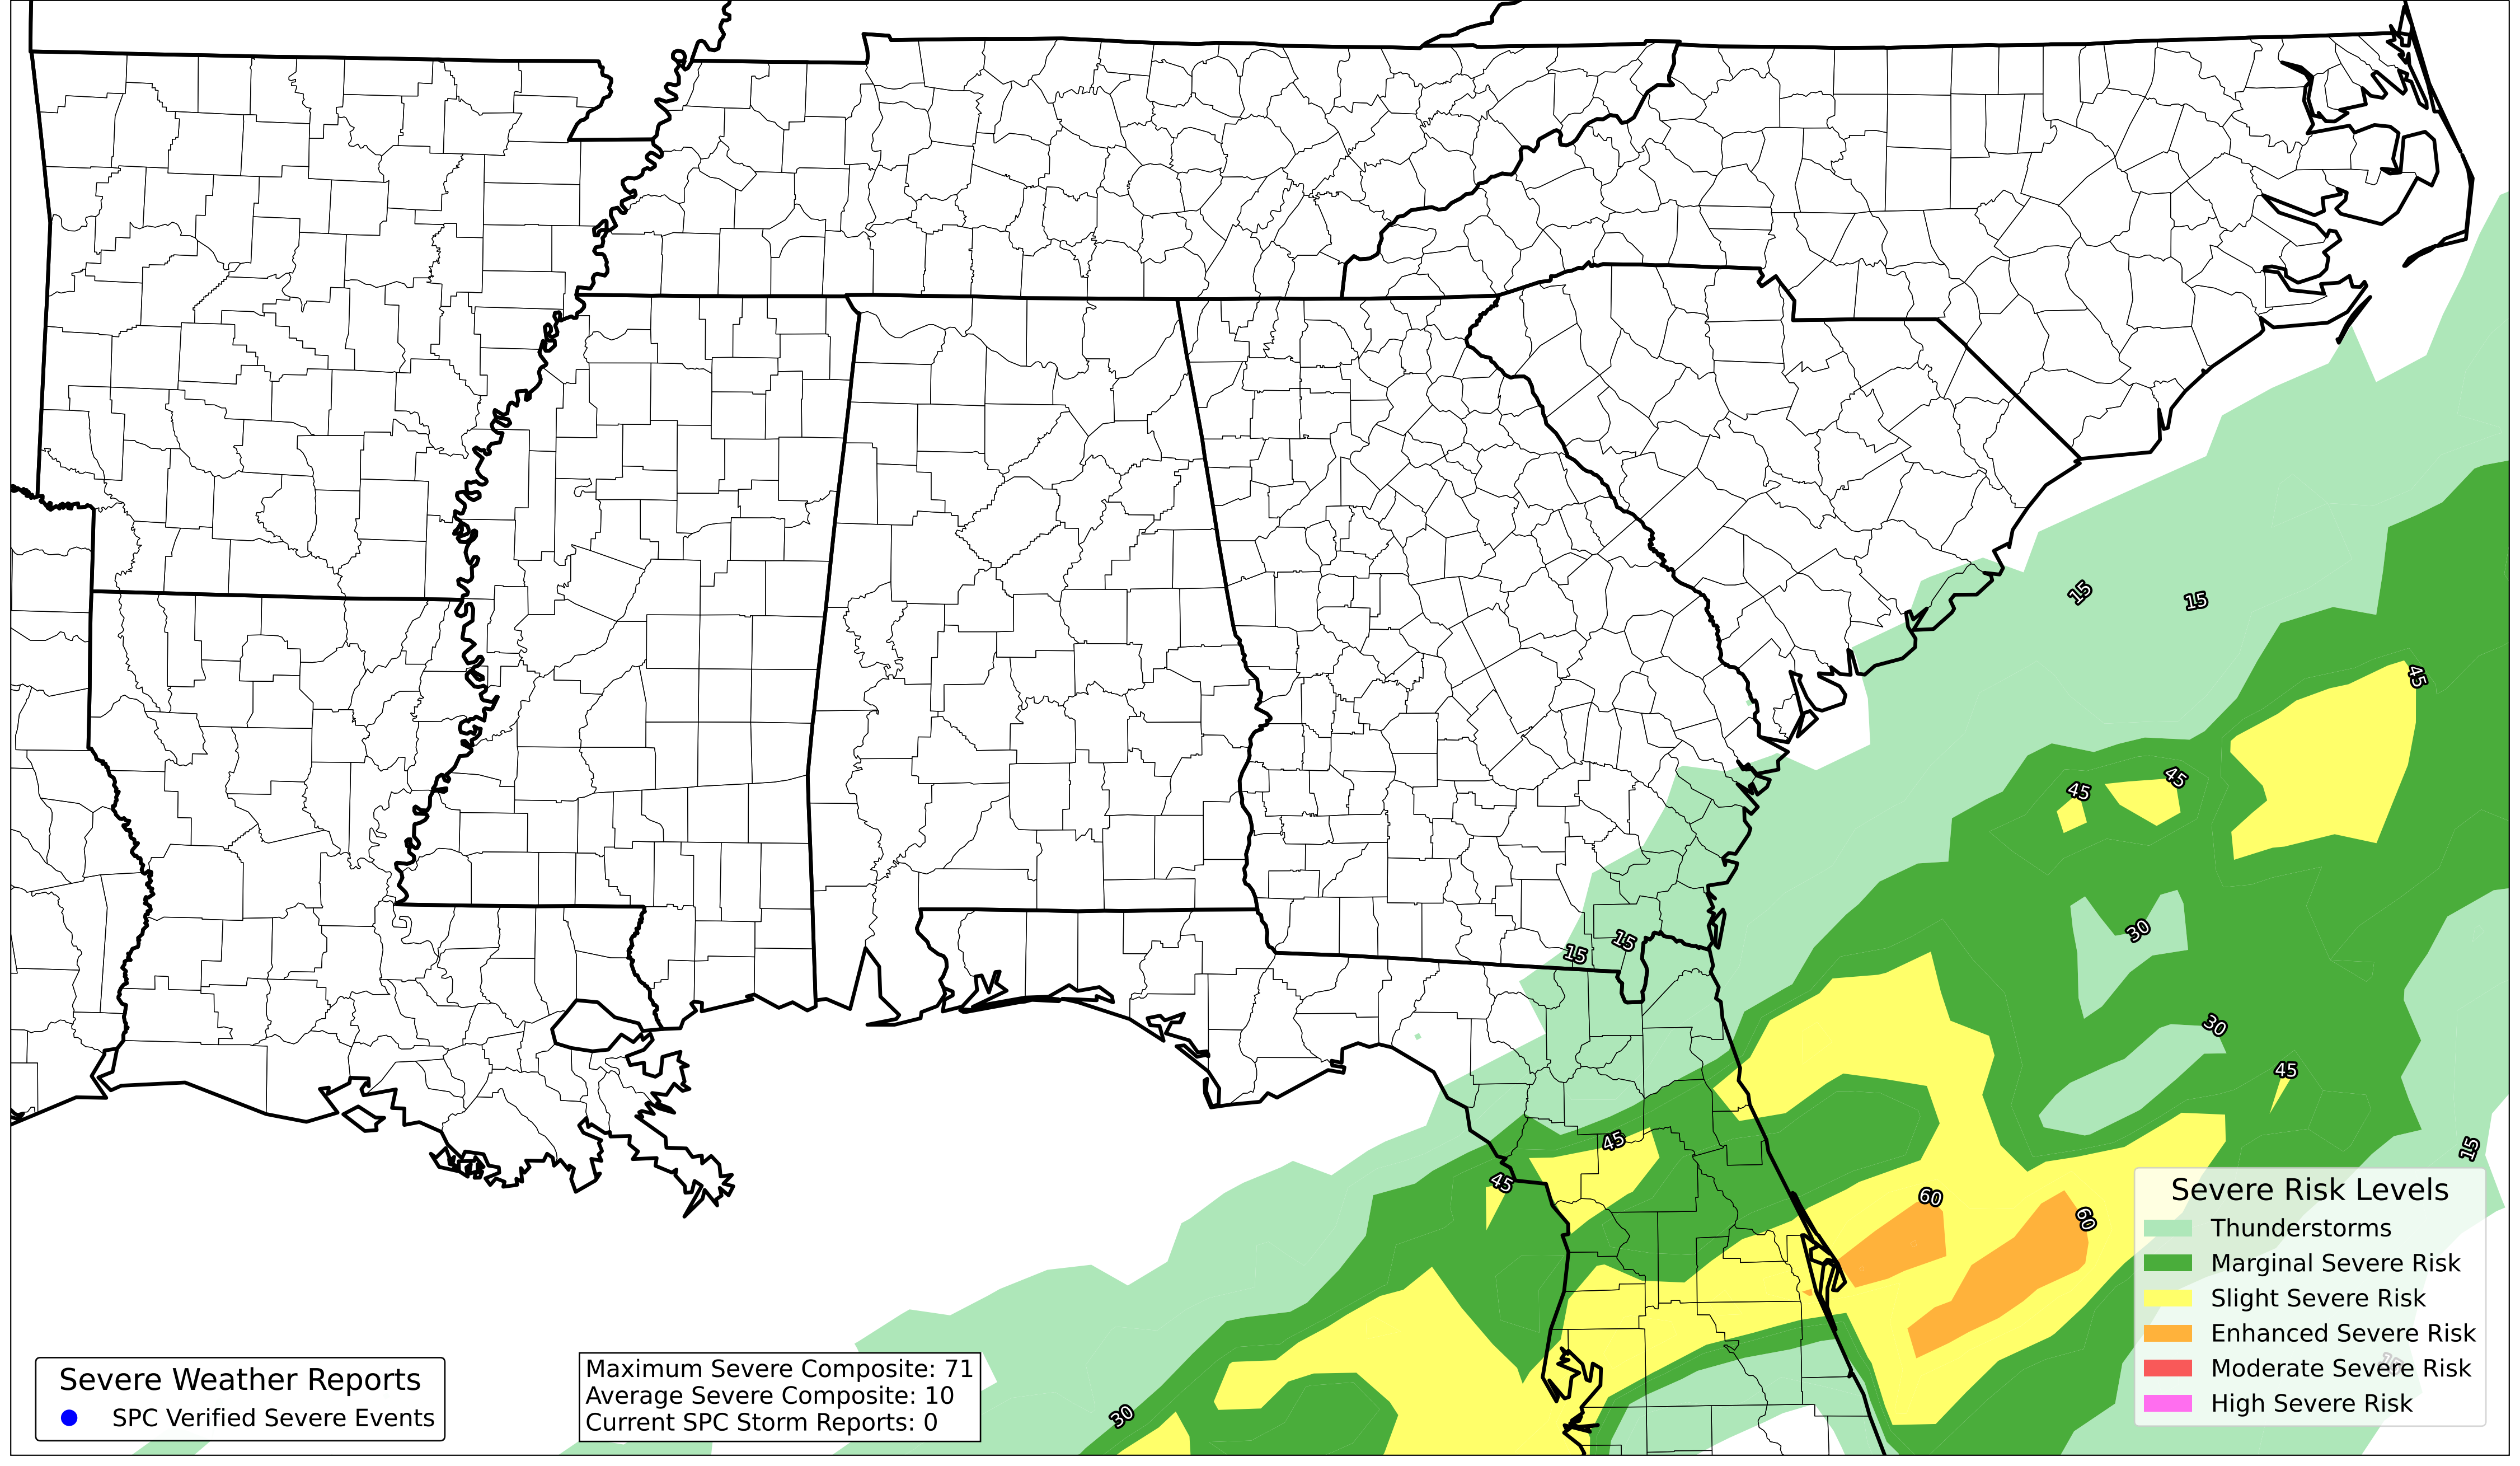 15
15
45
45
45
15
15
30
30
45
45
45
15
60
60
30
Severe Risk Levels
Thunderstorms
Marginal Severe Risk
Slight Severe Risk
Enhanced Severe Risk
Moderate Severe Risk
High Severe Risk
Severe Weather Reports
SPC Verified Severe Events
Maximum Severe Composite: 71
Average Severe Composite: 10
Current SPC Storm Reports: 0